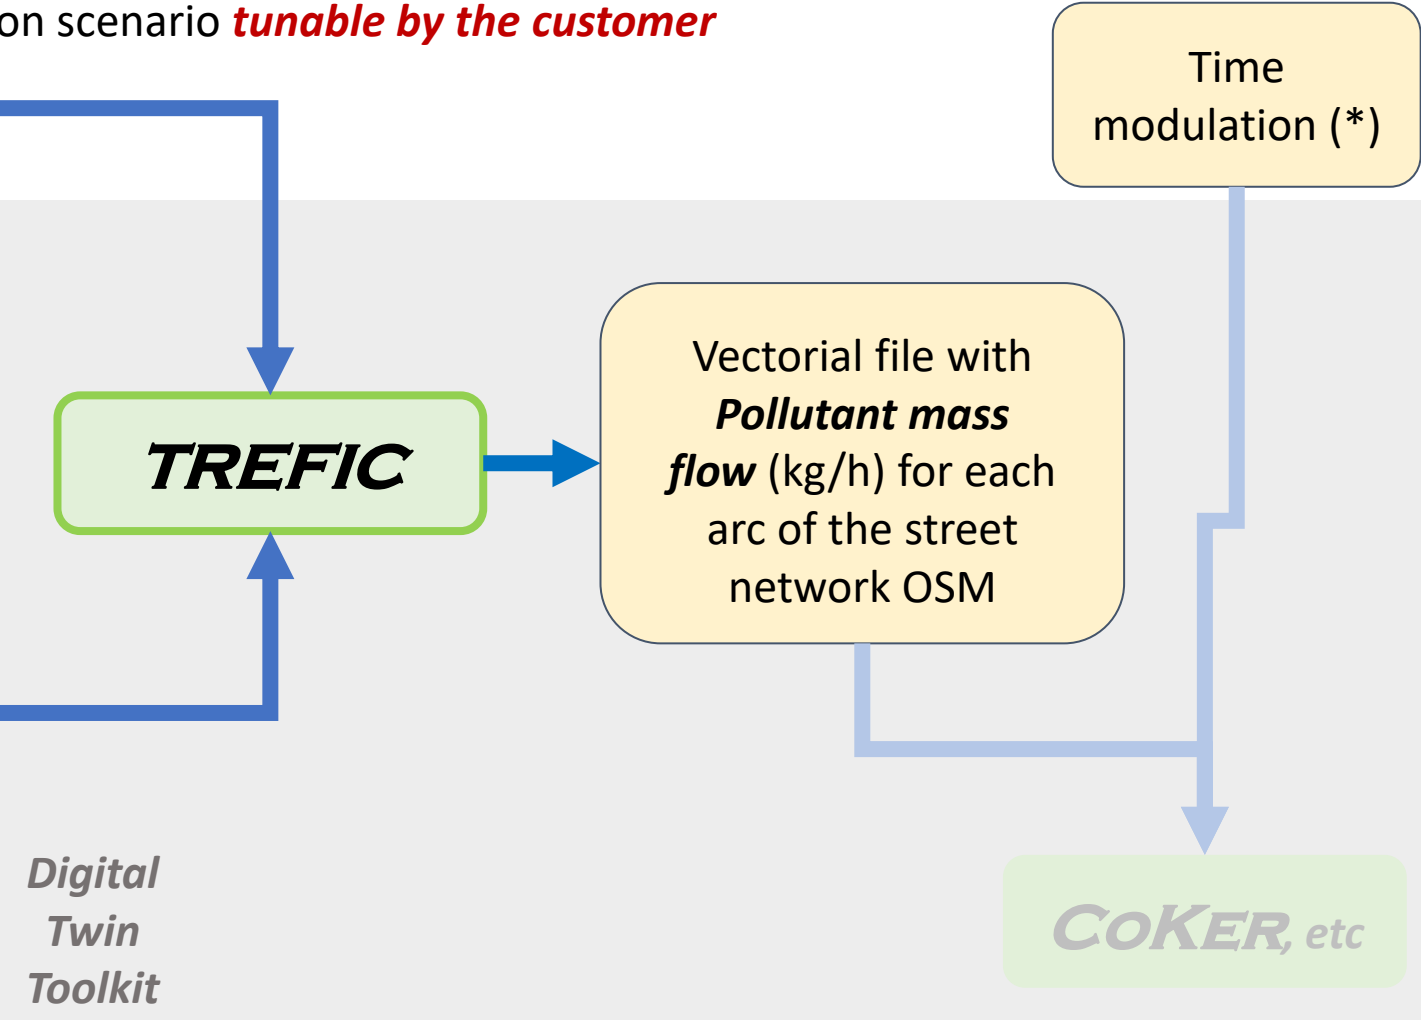 on scenario tunable by the customer
Time
modulation (*)
Vectorial file with
Pollutant mass
flow (kg/h) for each
arc of the street
network OSM
TREFIC
Digital
Twin
Toolkit
COKER, etc